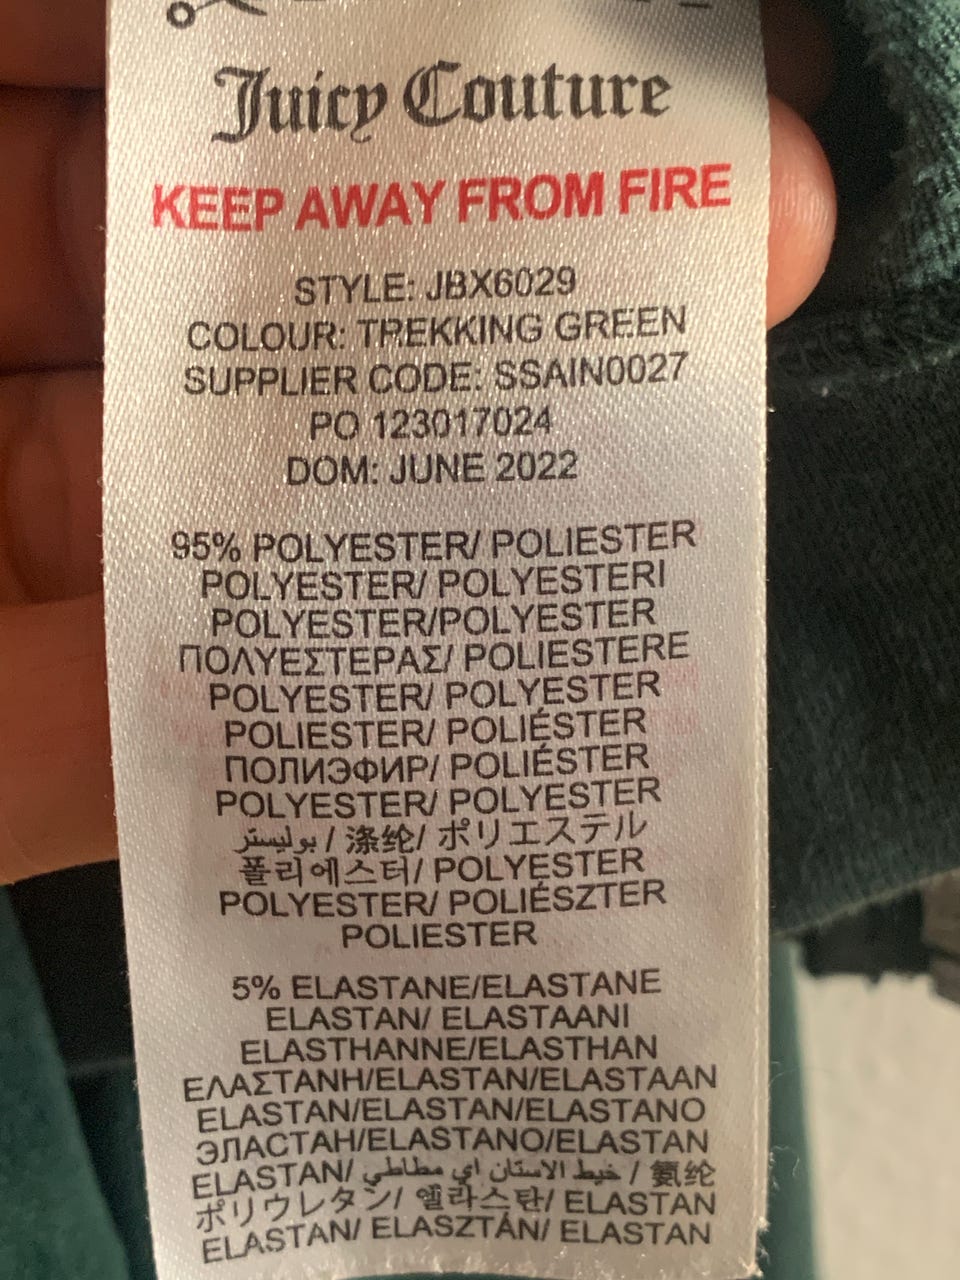 Juicy Couture
KEEP AWAY FROM FIRE
STYLE: JBX6029
COLOUR: TREKKING GREEN
SUPPLIER CODE: SSAIN0027
PO 123017024
DOM: JUNE 2022
95% POLYESTER/ POLIESTER
POLYESTER/ POLYESTERI
POLYESTER/POLYESTER
ΠΟΛΥΕΣΤΕΡΑΣ/ POLIESTERE
POLYESTER/ POLYESTER
POLIESTER/ POLIÉSTER
ПОЛИЭФИР/ POLIÉSTER
POLYESTER/ POLYESTER
بوليستر / 涤纶/ ポリエステル
폴리에스터/ POLYESTER
POLYESTER/ POLIÉSZTER
POLIESTER
5% ELASTANE/ELASTANE
ELASTAN/ ELASTAANI
ELASTHANNE/ELASTHAN
ΕΛΑΣΤΑΝΗ/ELASTAN/ELASTAAN
ELASTAN/ELASTAN/ELASTANO
ЭЛАСТАН/ELASTANO/ELASTAN
ELASTAN/ خيط الاستان اي مطاطي / 氨纶
ポリウレタン/ 엘라스탄/ ELASTAN
ELASTAN/ ELASZTÁN/ ELASTAN